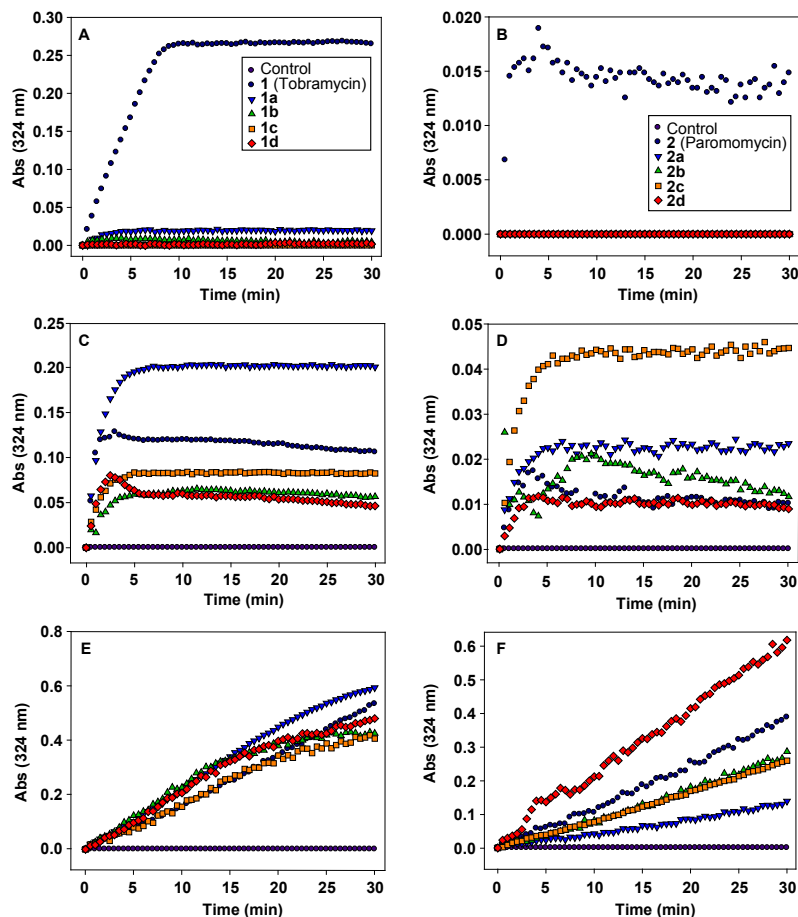 A
Abs (324 nm)
0.30
0.25
0.20
0.15
0.10
0.05
0.00
Control
1 (Tobramycin)
1a
1b
1c
1d
0 5 10 15 20 25 30
Time (min)
B
Abs (324 nm)
0.020
0.015
0.010
0.005
0.000
Control
2 (Paromomycin)
2a
2b
2c
2d
0 5 10 15 20 25 30
Time (min)
C
Abs (324 nm)
0.25
0.20
0.15
0.10
0.05
0.00
0 5 10 15 20 25 30
Time (min)
D
Abs (324 nm)
0.05
0.04
0.03
0.02
0.01
0.00
0 5 10 15 20 25 30
Time (min)
E
Abs (324 nm)
0.8
0.6
0.4
0.2
0.0
0 5 10 15 20 25 30
Time (min)
F
Abs (324 nm)
0.6
0.5
0.4
0.3
0.2
0.1
0.0
0 5 10 15 20 25 30
Time (min)